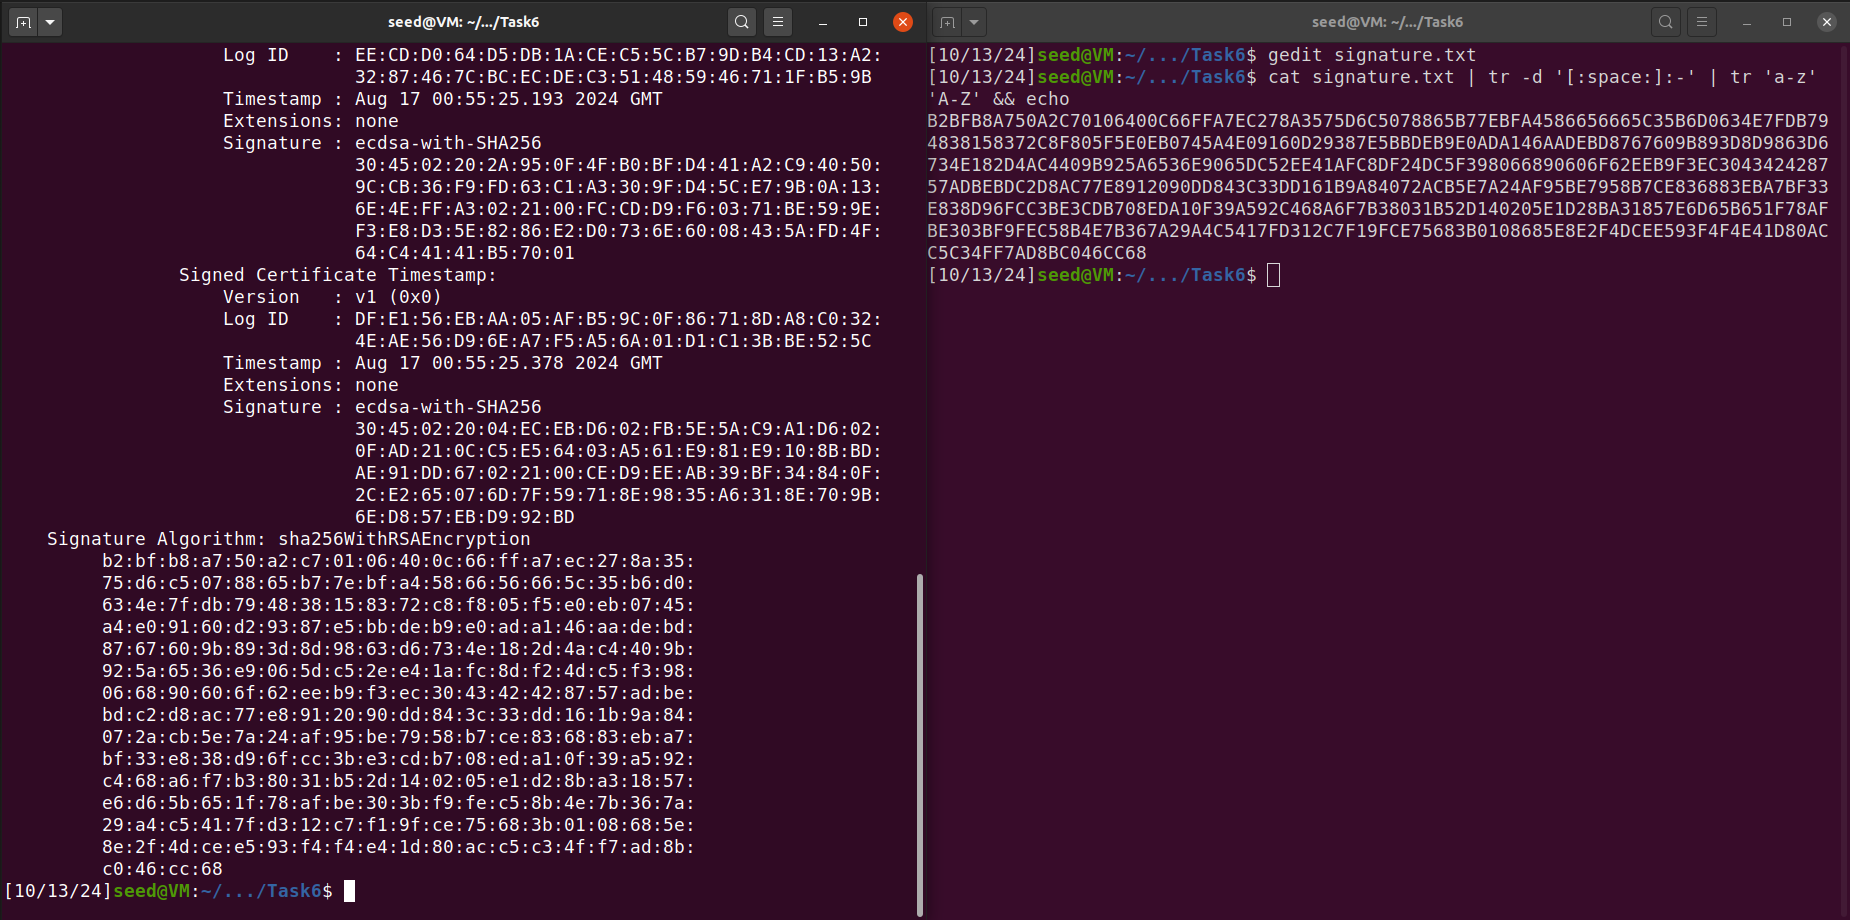 seed@VM: ~/.../Task6
Log ID    : EE:CD:D0:64:D5:DB:1A:CE:C5:5C:B7:9D:B4:CD:13:A2:
32:87:46:7C:BC:EC:DE:C3:51:48:59:46:71:1F:B5:9B
Timestamp : Aug 17 00:55:25.193 2024 GMT
Extensions: none
Signature : ecdsa-with-SHA256
30:45:02:20:2A:95:0F:4F:B0:BF:D4:41:A2:C9:40:50:
9C:CB:36:F9:FD:63:C1:A3:30:9F:D4:5C:E7:9B:0A:13:
6E:4E:FF:A3:02:21:00:FC:CD:D9:F6:03:71:BE:59:9E:
F3:E8:D3:5E:82:86:E2:D0:73:6E:60:08:43:5A:FD:4F:
64:C4:41:41:B5:70:01
Signed Certificate Timestamp:
Version   : v1 (0x0)
Log ID    : DF:E1:56:EB:AA:05:AF:B5:9C:0F:86:71:8D:A8:C0:32:
4E:AE:56:D9:6E:A7:F5:A5:6A:01:D1:C1:3B:BE:52:5C
Timestamp : Aug 17 00:55:25.378 2024 GMT
Extensions: none
Signature : ecdsa-with-SHA256
30:45:02:20:04:EC:EB:D6:02:FB:5E:5A:C9:A1:D6:02:
0F:AD:21:0C:C5:E5:64:03:A5:61:E9:81:E9:10:8B:BD:
AE:91:DD:67:02:21:00:CE:D9:EE:AB:39:BF:34:84:0F:
2C:E2:65:07:6D:7F:59:71:8E:98:35:A6:31:8E:70:9B:
6E:D8:57:EB:D9:92:BD
Signature Algorithm: sha256WithRSAEncryption
b2:bf:b8:a7:50:a2:c7:01:06:40:0c:66:ff:a7:ec:27:8a:35:
75:d6:c5:07:88:65:b7:7e:bf:a4:58:66:56:66:5c:35:b6:d0:
63:4e:7f:db:79:48:38:15:83:72:c8:f8:05:f5:e0:eb:07:45:
a4:e0:91:60:d2:93:87:e5:bb:de:b9:e0:ad:a1:46:aa:de:bd:
87:67:60:9b:89:3d:8d:98:63:d6:73:4e:18:2d:4a:c4:40:9b:
92:5a:65:36:e9:06:5d:c5:2e:e4:1a:fc:8d:f2:4d:c5:f3:98:
06:68:90:60:6f:62:ee:b9:f3:ec:30:43:42:42:87:57:ad:be:
bd:c2:d8:ac:77:e8:91:20:90:dd:84:3c:33:dd:16:1b:9a:84:
07:2a:cb:5e:7a:24:af:95:be:79:58:b7:ce:83:68:83:eb:a7:
bf:33:e8:38:d9:6f:cc:3b:e3:cd:b7:08:ed:a1:0f:39:a5:92:
c4:68:a6:f7:b3:80:31:b5:2d:14:02:05:e1:d2:8b:a3:18:57:
e6:d6:5b:65:1f:78:af:be:30:3b:f9:fe:c5:8b:4e:7b:36:7a:
29:a4:c5:41:7f:d3:12:c7:f1:9f:ce:75:68:3b:01:08:68:5e:
8e:2f:4d:ce:e5:93:f4:f4:e4:1d:80:ac:c5:c3:4f:f7:ad:8b:
c0:46:cc:68
[10/13/24]seed@VM:~/.../Task6$
seed@VM: ~/.../Task6
[10/13/24]seed@VM:~/.../Task6$ gedit signature.txt
[10/13/24]seed@VM:~/.../Task6$ cat signature.txt | tr -d '[:space:]:-' | tr 'a-z'
'A-Z' && echo
B2BFB8A750A2C70106400C66FFA7EC278A3575D6C5078865B77EBFA4586656665C35B6D0634E7FDB79
4838158372C8F805F5E0EB0745A4E09160D29387E5BBDEB9E0ADA146AADEBD8767609B893D8D9863D6
734E182D4AC4409B925A6536E9065DC52EE41AFC8DF24DC5F398066890606F62EEB9F3EC3043424287
57ADBEBDC2D8AC77E8912090DD843C33DD161B9A84072ACB5E7A24AF95BE7958B7CE836883EBA7BF33
E838D96FCC3BE3CDB708EDA10F39A592C468A6F7B38031B52D140205E1D28BA31857E6D65B651F78AF
BE303BF9FEC58B4E7B367A29A4C5417FD312C7F19FCE75683B0108685E8E2F4DCEE593F4F4E41D80AC
C5C34FF7AD8BC046CC68
[10/13/24]seed@VM:~/.../Task6$